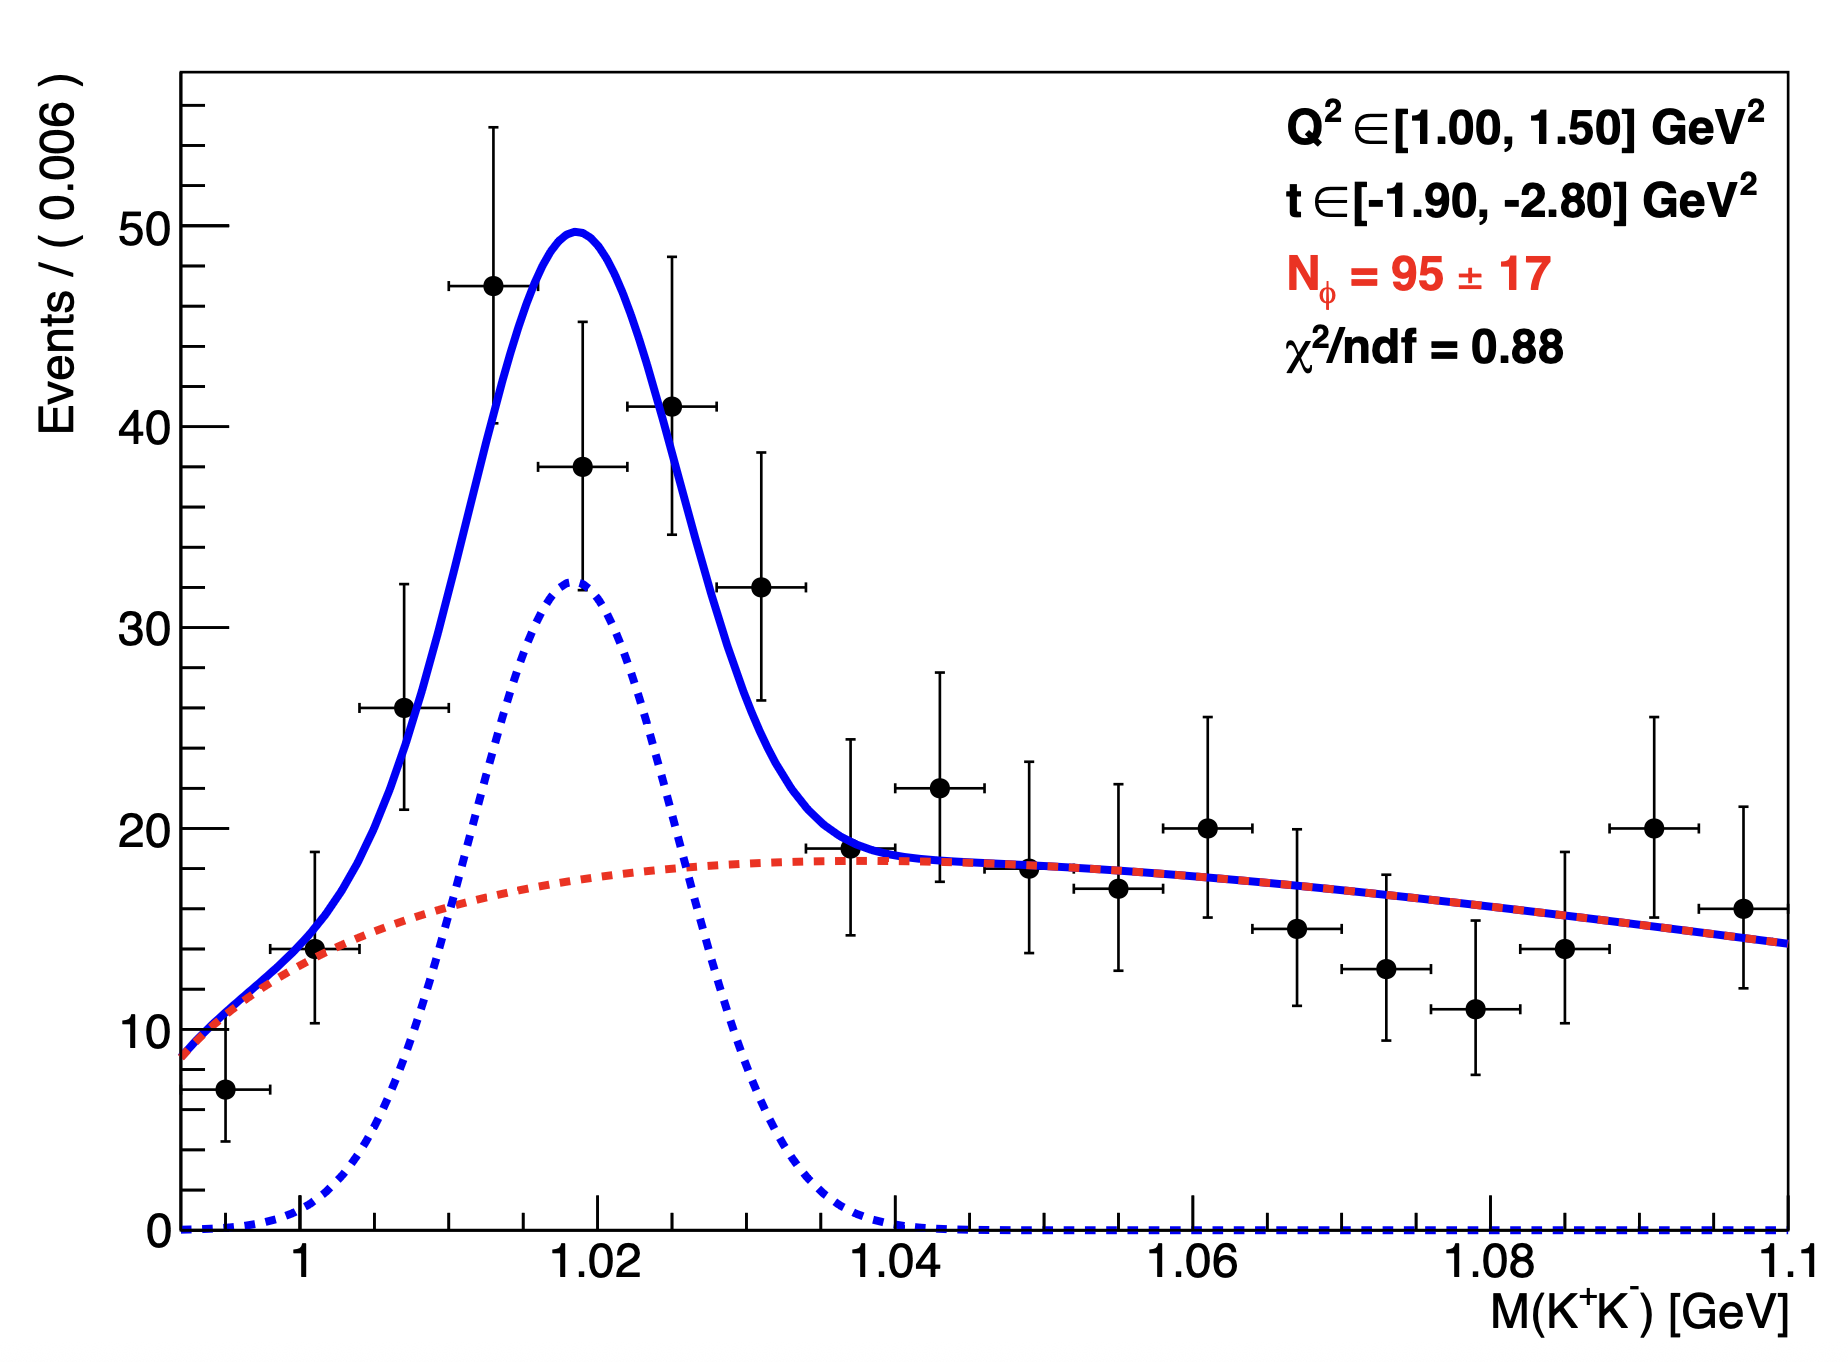 Events / ( 0.006 )
Q² ∈[1.00, 1.50] GeV²
t ∈[-1.90, -2.80] GeV²
N_ϕ = 95 ± 17
χ²/ndf = 0.88
50
40
30
20
10
0
1 1.02 1.04 1.06 1.08 1.1
M(K⁺K⁻) [GeV]